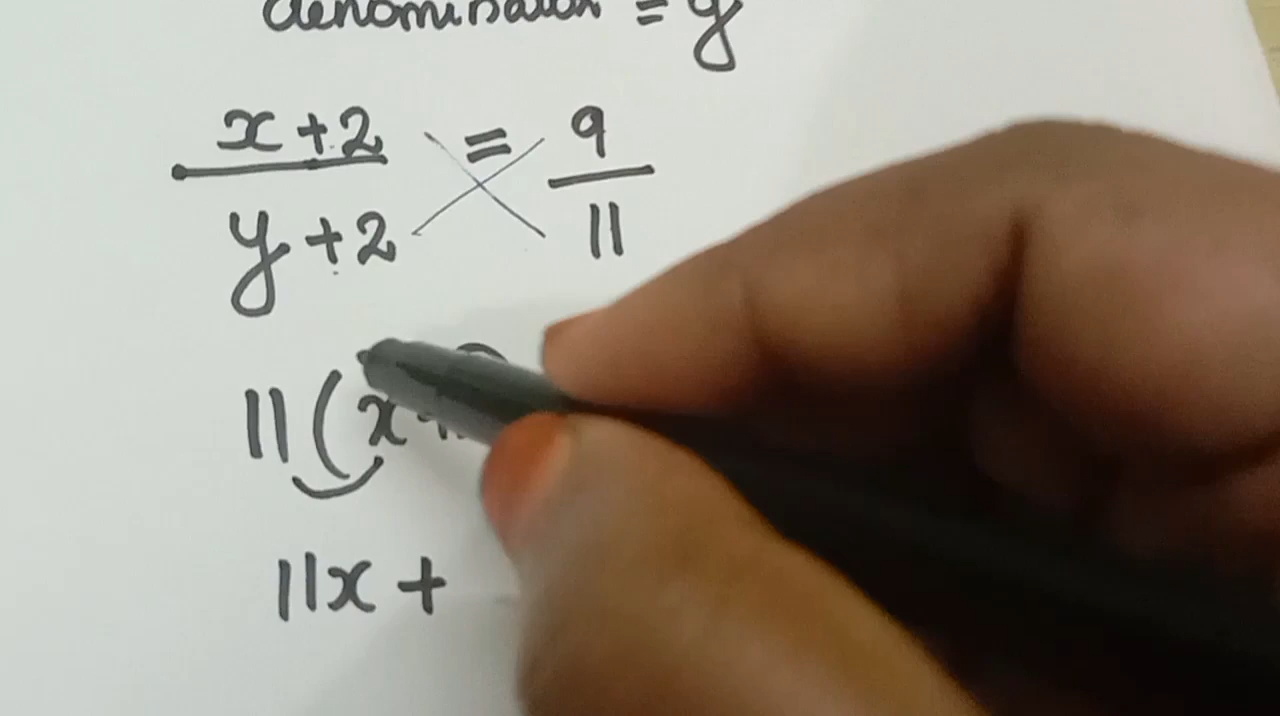 denominator = y
x+2 = 9
y+2 11
11(x+
11x +